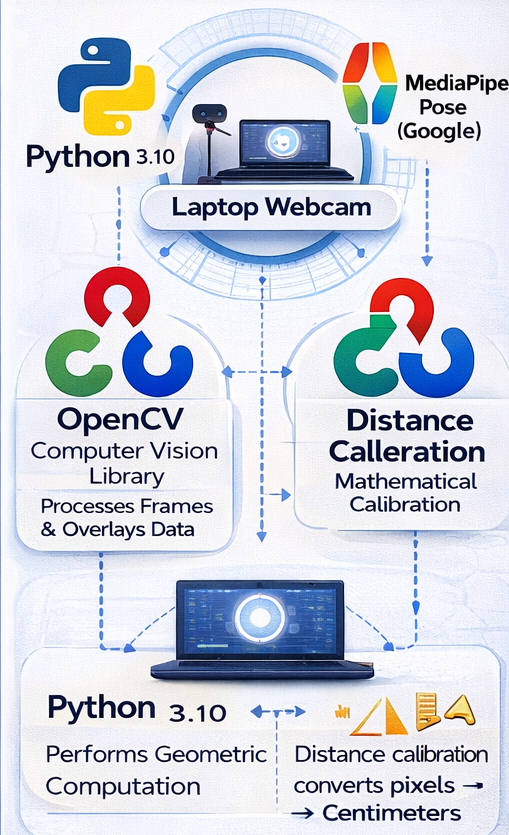 Python 3.10
MediaPipe
Pose
(Google)
Laptop Webcam
OpenCV
Computer Vision
Library
Processes Frames
& Overlays Data
Distance
Calleration
Mathematical
Calibration
Python 3.10
Performs Geometric
Computation
Distance calibration
converts pixels →
→ Centimeters